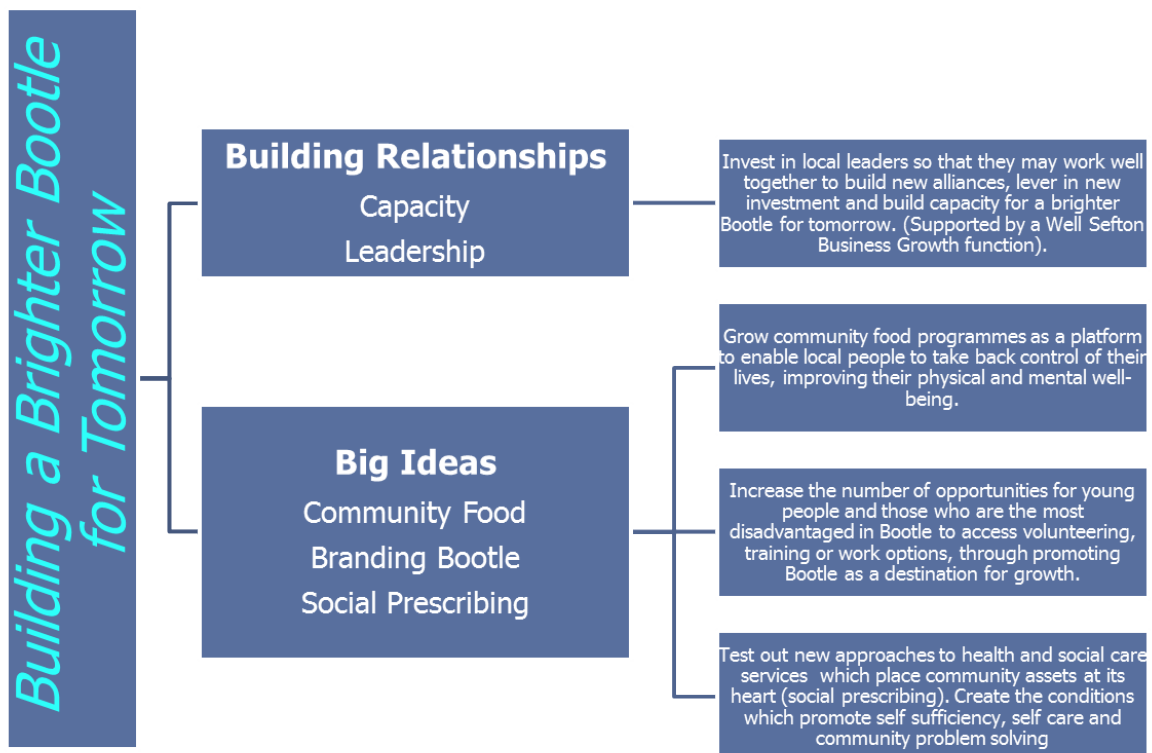 Building a Brighter Bootle
for Tomorrow
Building Relationships
Capacity
Leadership
Invest in local leaders so that they may work well
together to build new alliances, lever in new
investment and build capacity for a brighter
Bootle for tomorrow. (Supported by a Well Sefton
Business Growth function).
Big Ideas
Community Food
Branding Bootle
Social Prescribing
Grow community food programmes as a platform
to enable local people to take back control of their
lives, improving their physical and mental well-
being.
Increase the number of opportunities for young
people and those who are the most
disadvantaged in Bootle to access volunteering,
training or work options, through promoting
Bootle as a destination for growth.
Test out new approaches to health and social care
services which place community assets at its
heart (social prescribing). Create the conditions
which promote self sufficiency, self care and
community problem solving